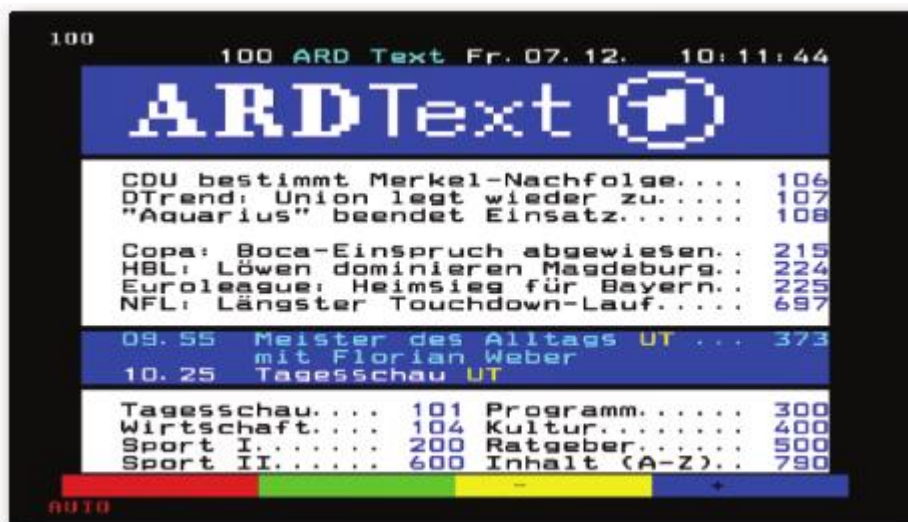 100
100 ARD Text Fr. 07. 12. 10:11:44
ARDText 1
CDU bestimmt Merkel-Nachfolge.... 106
DTrend: Union legt wieder zu..... 107
"Aquarius" beendet Einsatz....... 108
Copa: Boca-Einspruch abgewiesen.. 215
HBL: Löwen dominieren Magdeburg.. 224
Euroleague: Heimsieg für Bayern.. 225
NFL: Längster Touchdown-Lauf..... 697
09.55 Meister des Alltags UT ... 373
mit Florian Weber
10.25 Tagesschau UT
Tagesschau.... 101 Programm....... 300
Wirtschaft.... 104 Kultur......... 400
Sport I....... 200 Ratgeber....... 500
Sport II...... 600 Inhalt (A-Z).. 790
- +
AUTO